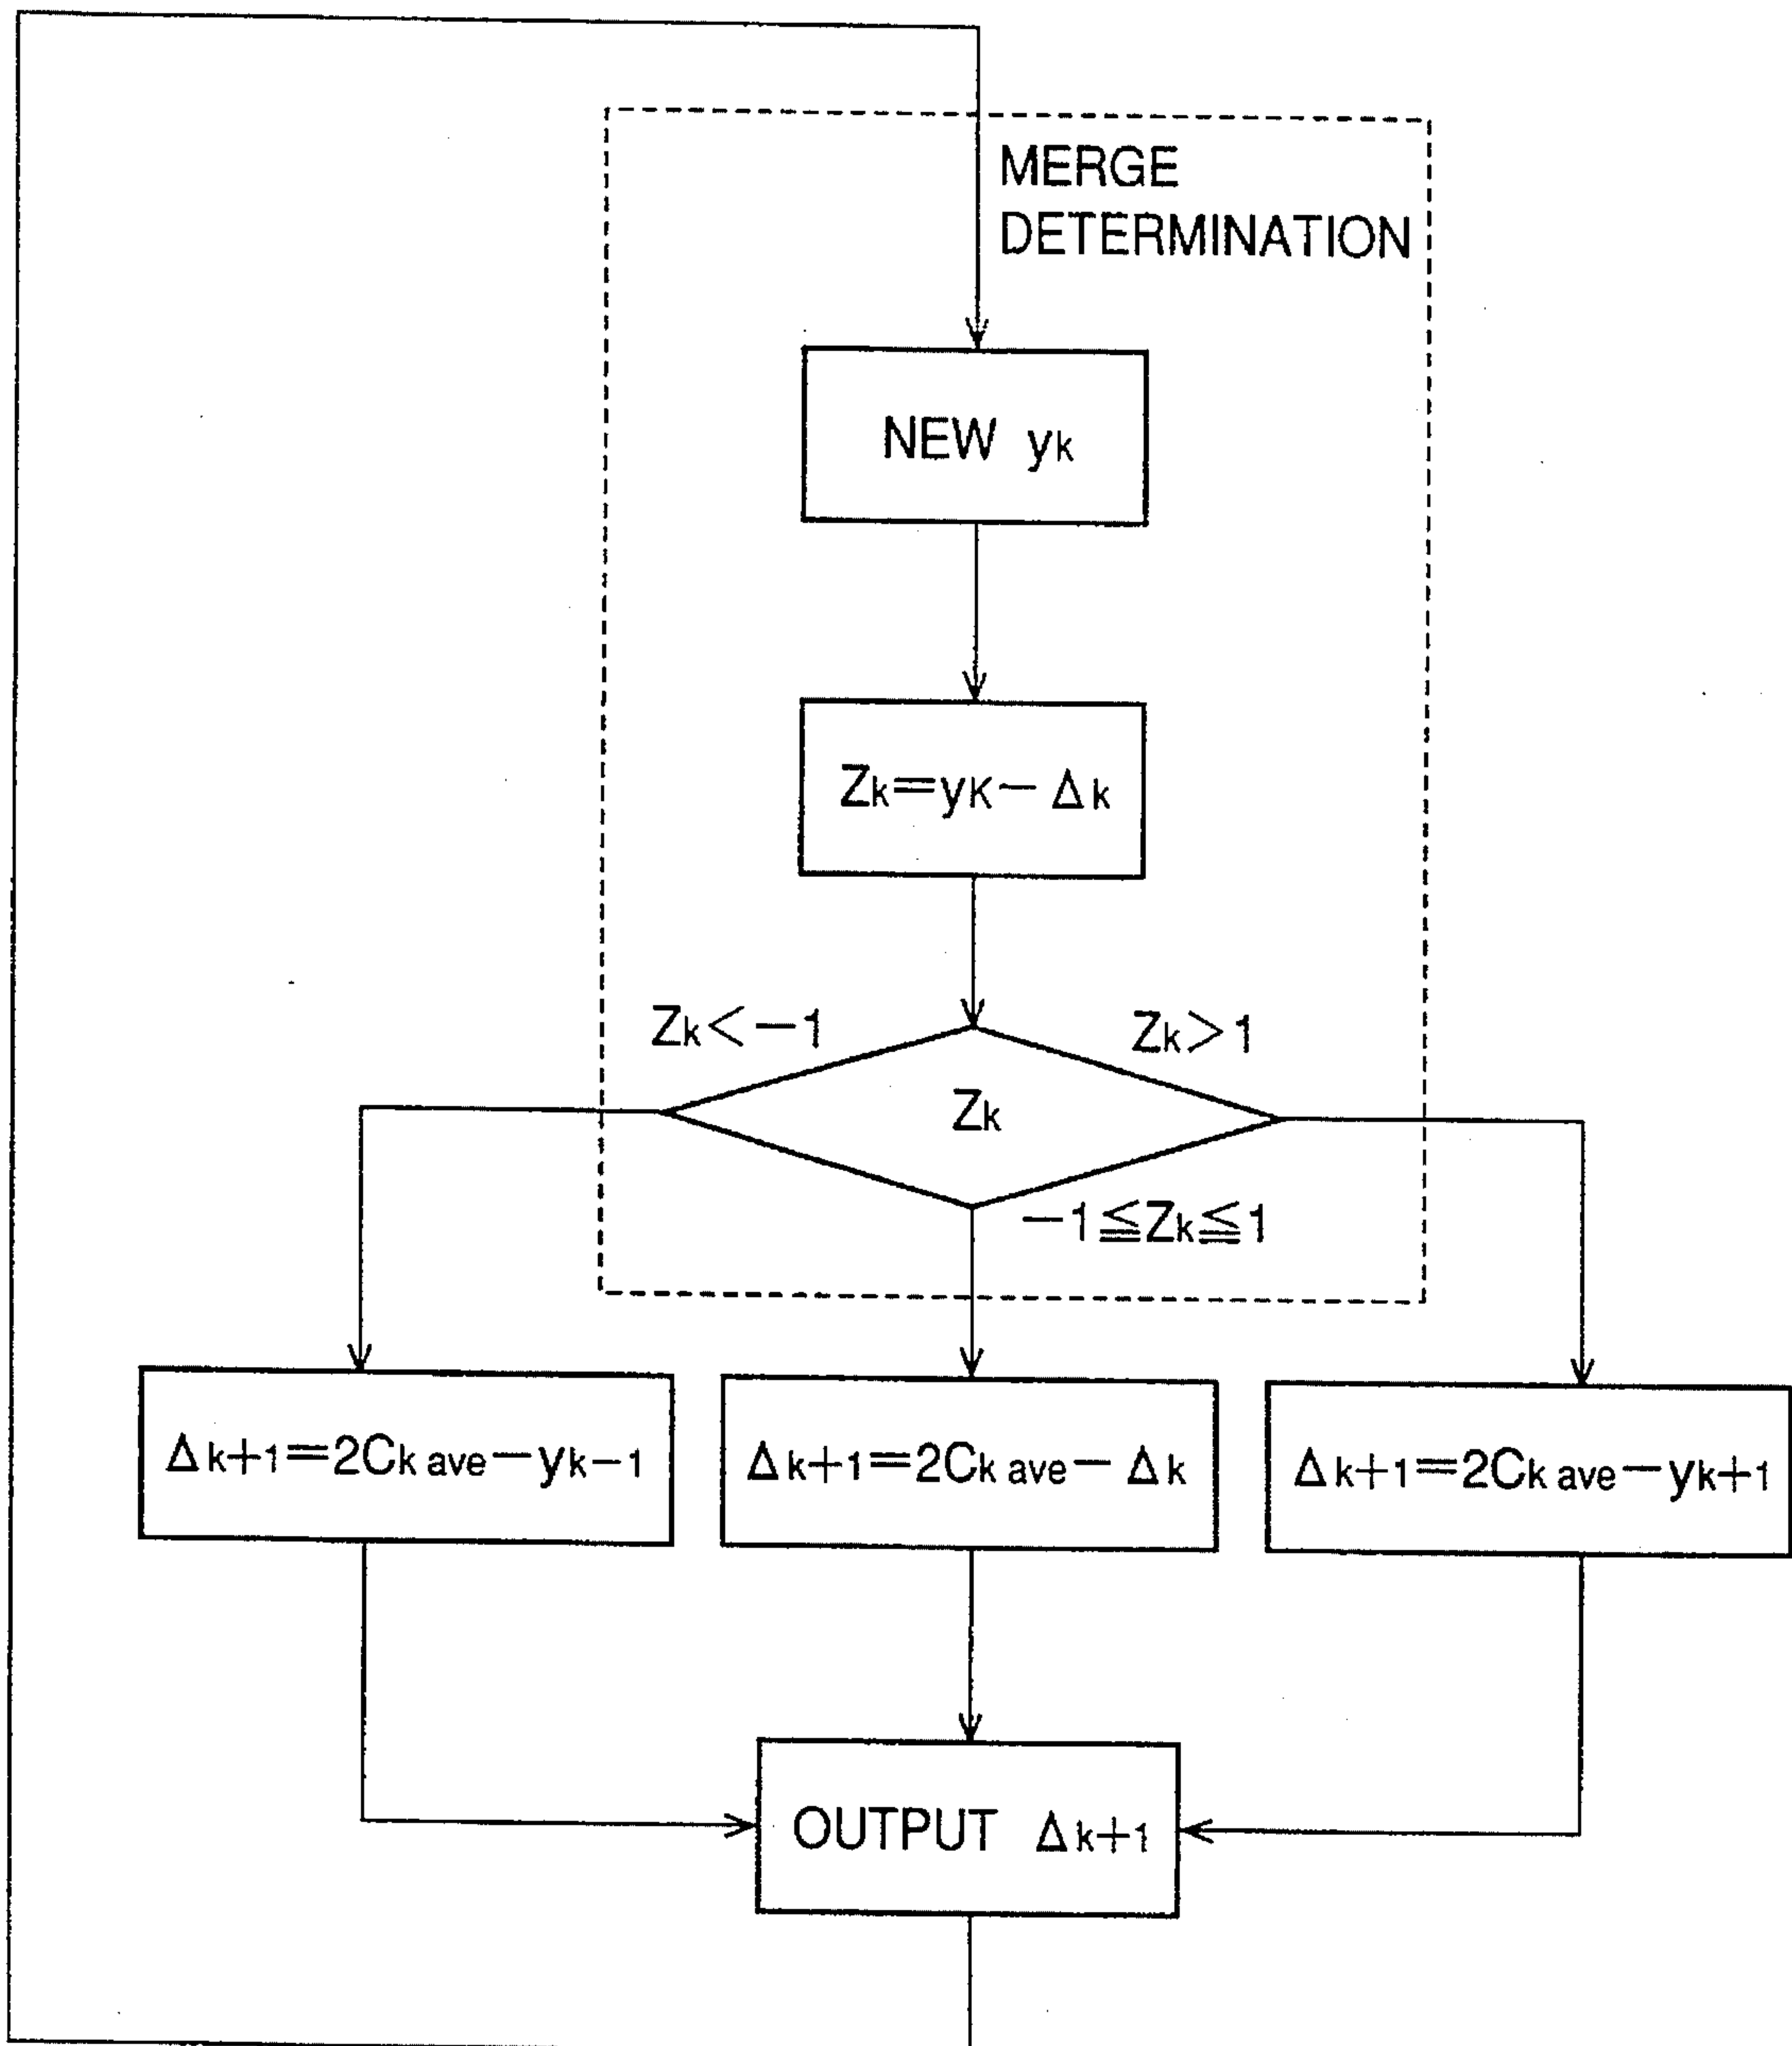 MERGE
DETERMINATION
NEW yk
Zk=yK−Δk
Zk<−1
Zk>1
Zk
−1≦Zk≦1
Δk+1=2Ck ave−yk−1
Δk+1=2Ck ave−Δk
Δk+1=2Ck ave−yk+1
OUTPUT Δk+1